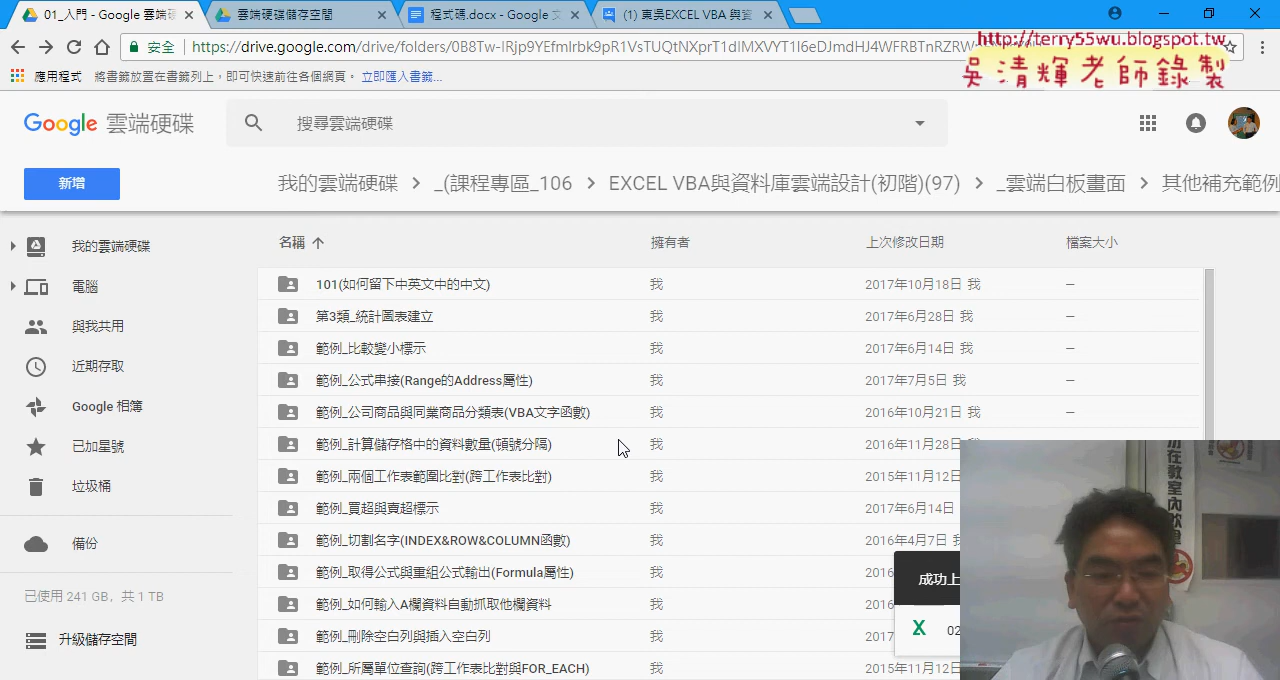 01_入門 - Google 雲端硬
雲端硬碟儲存空間
程式碼.docx - Google 文
(1) 東吳EXCEL VBA 與資
安全
https://drive.google.com/drive/folders/0B8Tw-IRjp9YEfmlrbk9pR1VsTUQtNXprT1dIMXVYT1l6eDJmdHJ4WFRBTnRZRW
http://terry55wu.blogspot.tw
吳清輝老師錄製
應用程式
將書籤放置在書籤列上，即可快速前往各個網頁。
立即匯入書籤...
Google 雲端硬碟
搜尋雲端硬碟
新增
我的雲端硬碟 > _(課程專區_106 > EXCEL VBA與資料庫雲端設計(初階)(97) > _雲端白板畫面 > 其他補充範例
我的雲端硬碟
電腦
與我共用
近期存取
Google 相簿
已加星號
垃圾桶
備份
已使用 241 GB，共 1 TB
升級儲存空間
名稱 擁有者 上次修改日期 檔案大小
101(如何留下中英文中的中文) 我 2017年10月18日 我 —
第3類_統計圖表建立 我 2017年6月28日 我 —
範例_比較變小標示 我 2017年6月14日 我 —
範例_公式串接(Range的Address屬性) 我 2017年7月5日 我 —
範例_公司商品與同業商品分類表(VBA文字函數) 我 2016年10月21日 我 —
範例_計算儲存格中的資料數量(頓號分隔) 我 2016年11月28日 我
範例_兩個工作表範圍比對(跨工作表比對) 我 2015年11月12日
範例_買超與賣超標示 我 2017年6月14日
範例_切割名字(INDEX&ROW&COLUMN函數) 我 2016年4月7日 我
範例_取得公式與重組公式輸出(Formula屬性) 我 2016
範例_如何輸入A欄資料自動抓取他欄資料 我 2016
範例_刪除空白列與插入空白列 我 2017
範例_所屬單位查詢(跨工作表比對與FOR_EACH) 我 2015年11月12日
成功上
02
勿在教室內飲